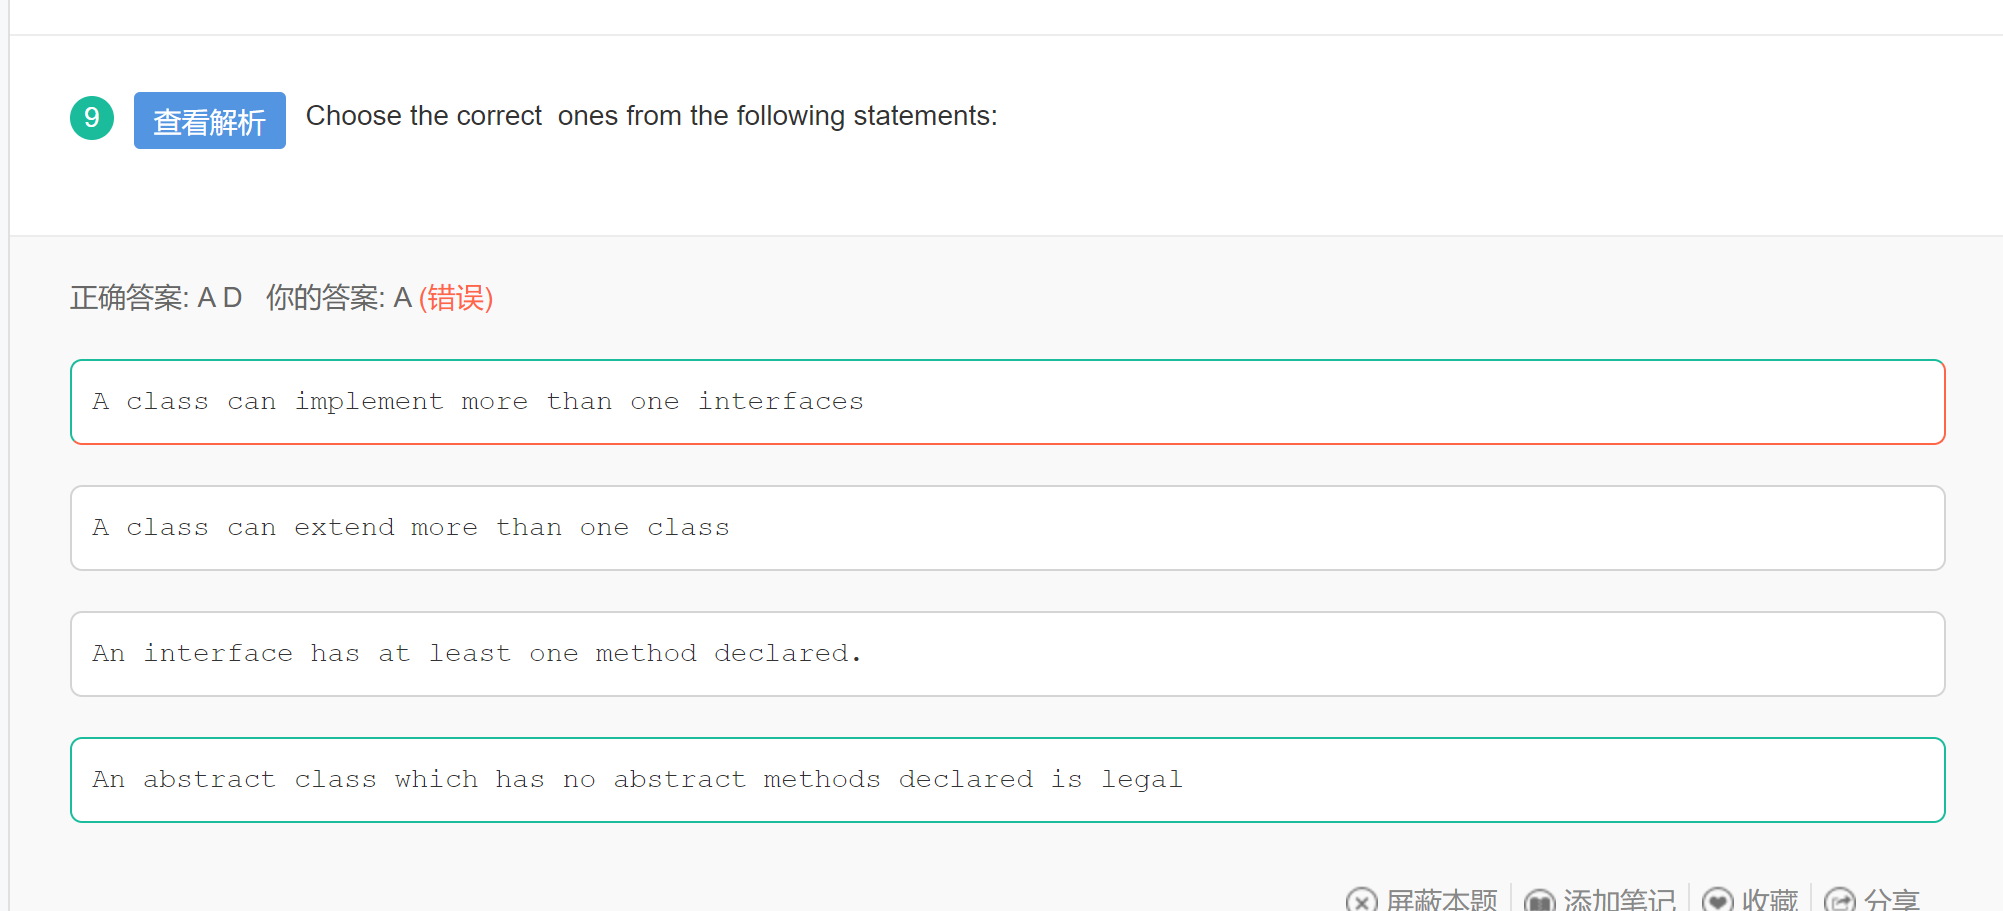 9 查看解析 Choose the correct  ones from the following statements:
正确答案: A D   你的答案: A (错误)
A class can implement more than one interfaces
A class can extend more than one class
An interface has at least one method declared.
An abstract class which has no abstract methods declared is legal
屏蔽本题 添加笔记 收藏 分享